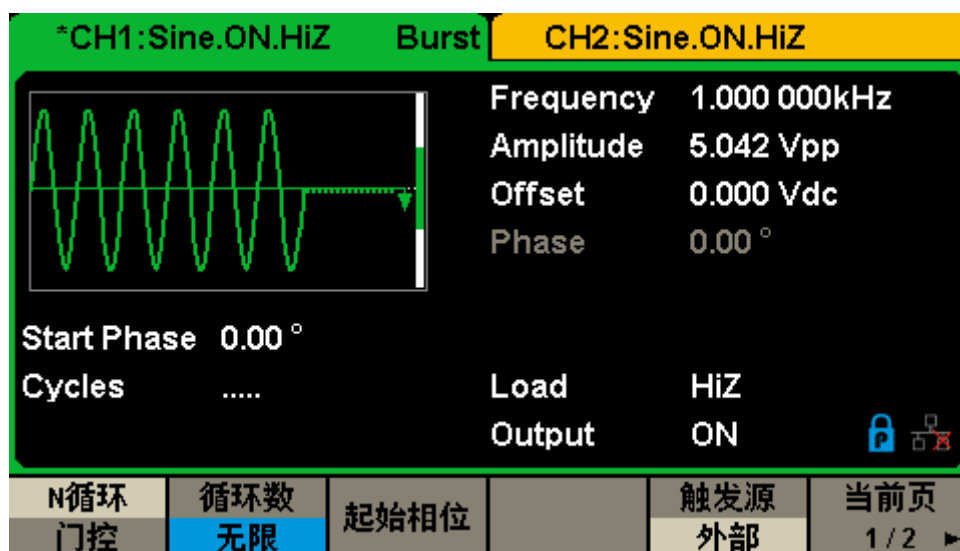 *CH1:Sine.ON.HiZ Burst CH2:Sine.ON.HiZ
Frequency 1.000 000kHz
Amplitude 5.042 Vpp
Offset 0.000 Vdc
Phase 0.00 °
Start Phase 0.00 °
Cycles .....
Load HiZ
Output ON
N循环 循环数 起始相位 触发源 当前页
门控 无限 外部 1 / 2